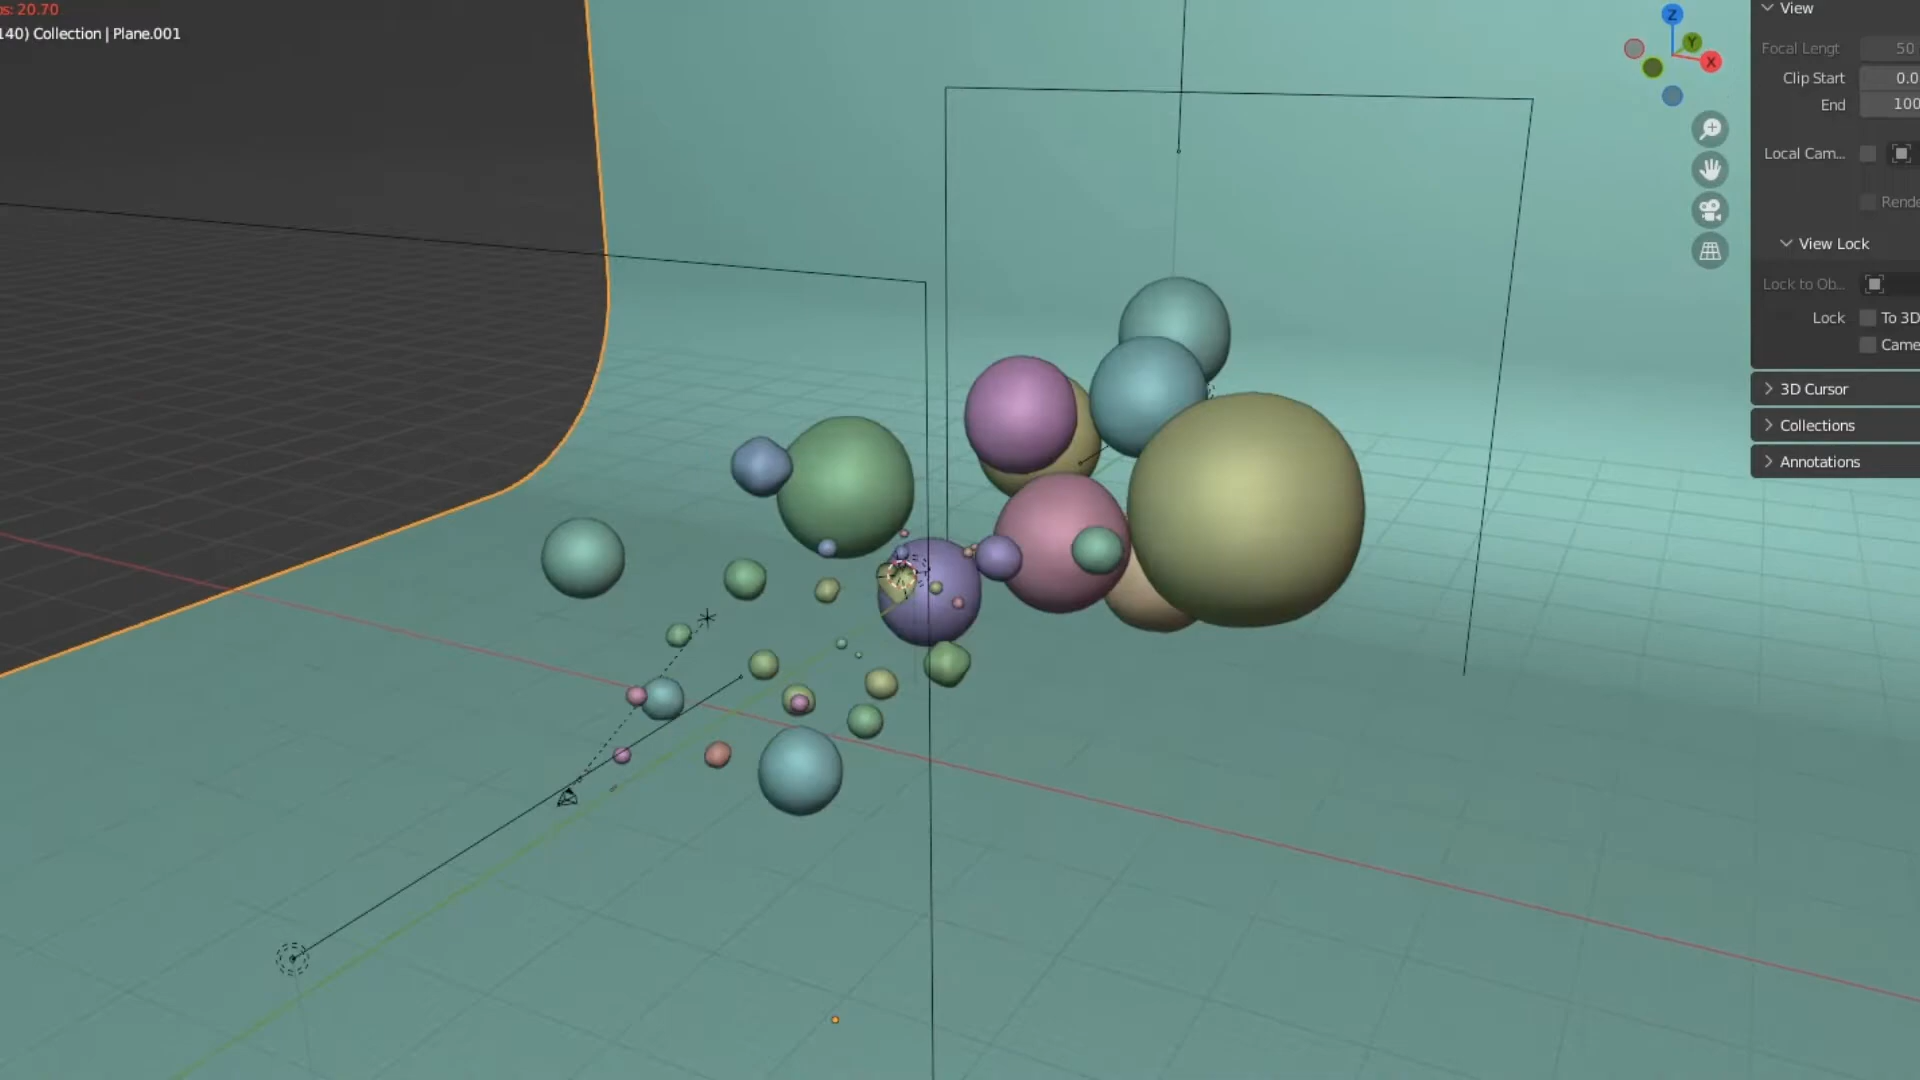 s: 20.70
140) Collection | Plane.001
Z
Y
X
View
Focal Lengt 50
Clip Start 0.0
End 100
Local Cam...
Rende
View Lock
Lock to Ob...
Lock To 3D
Came
3D Cursor
Collections
Annotations